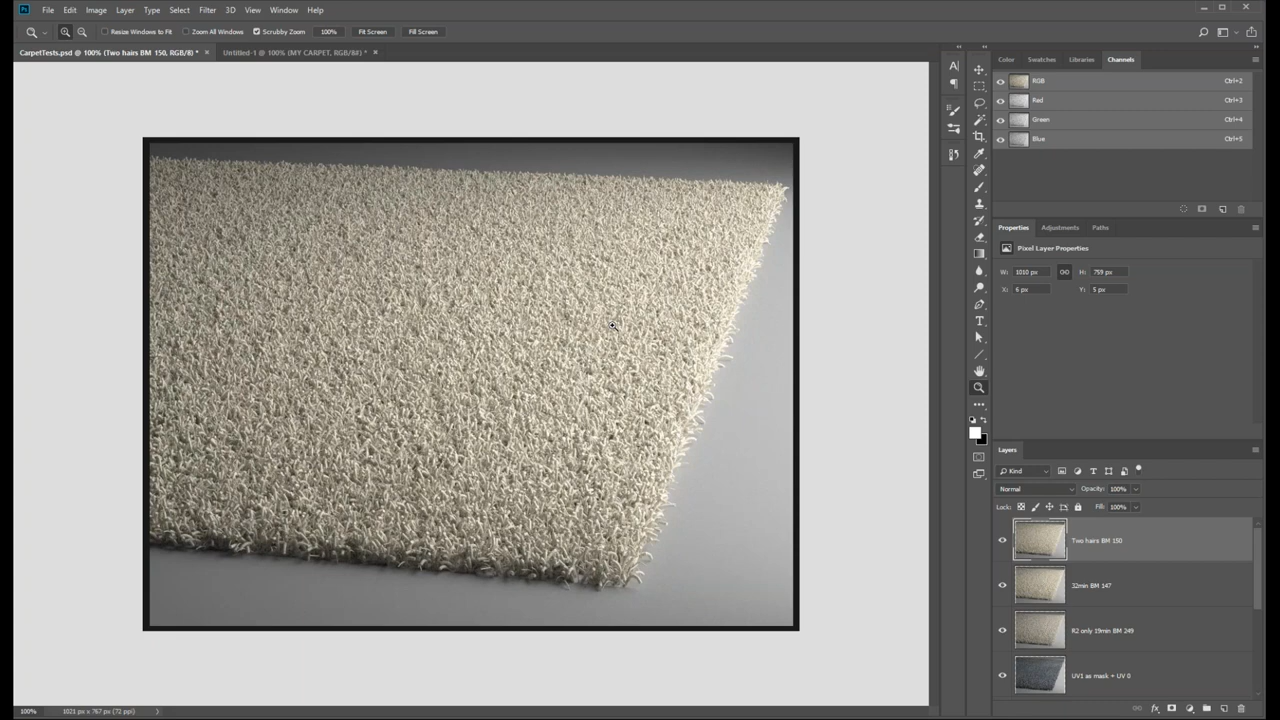 Ps File Edit Image Layer Type Select Filter 3D View Window Help
Resize Windows to Fit Zoom All Windows Scrubby Zoom 100% Fit Screen Fill Screen
CarpetTests.psd @ 100% (Two hairs BM 150, RGB/8) * × Untitled-1 @ 100% (MY CARPET, RGB/8#) * ×
Color Swatches Libraries Channels
RGB Ctrl+2
Red Ctrl+3
Green Ctrl+4
Blue Ctrl+5
Properties Adjustments Paths
Pixel Layer Properties
W: 1010 px H: 759 px
X: 6 px Y: 5 px
Layers
Kind
Normal Opacity: 100%
Lock: Fill: 100%
Two hairs BM 150
32min BM 147
R2 only 19min BM 249
UV1 as mask + UV 0
100% 1021 px x 767 px (72 ppi)